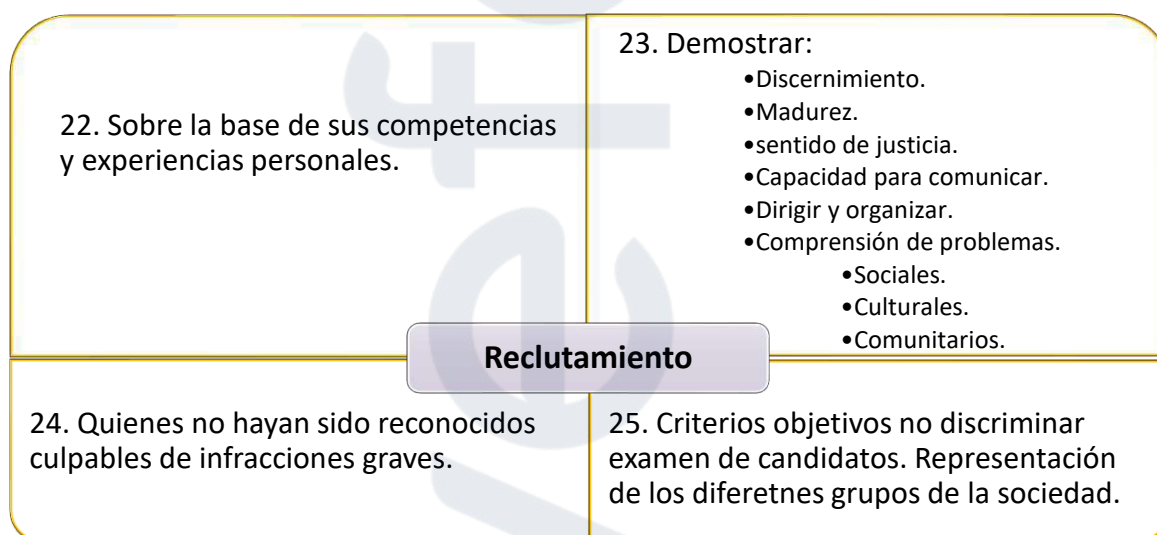 22. Sobre la base de sus competencias
y experiencias personales.
23. Demostrar:
•Discernimiento.
•Madurez.
•sentido de justicia.
•Capacidad para comunicar.
•Dirigir y organizar.
•Comprensión de problemas.
•Sociales.
•Culturales.
•Comunitarios.
Reclutamiento
24. Quienes no hayan sido reconocidos
culpables de infracciones graves.
25. Criterios objetivos no discriminar
examen de candidatos. Representación
de los diferetnes grupos de la sociedad.